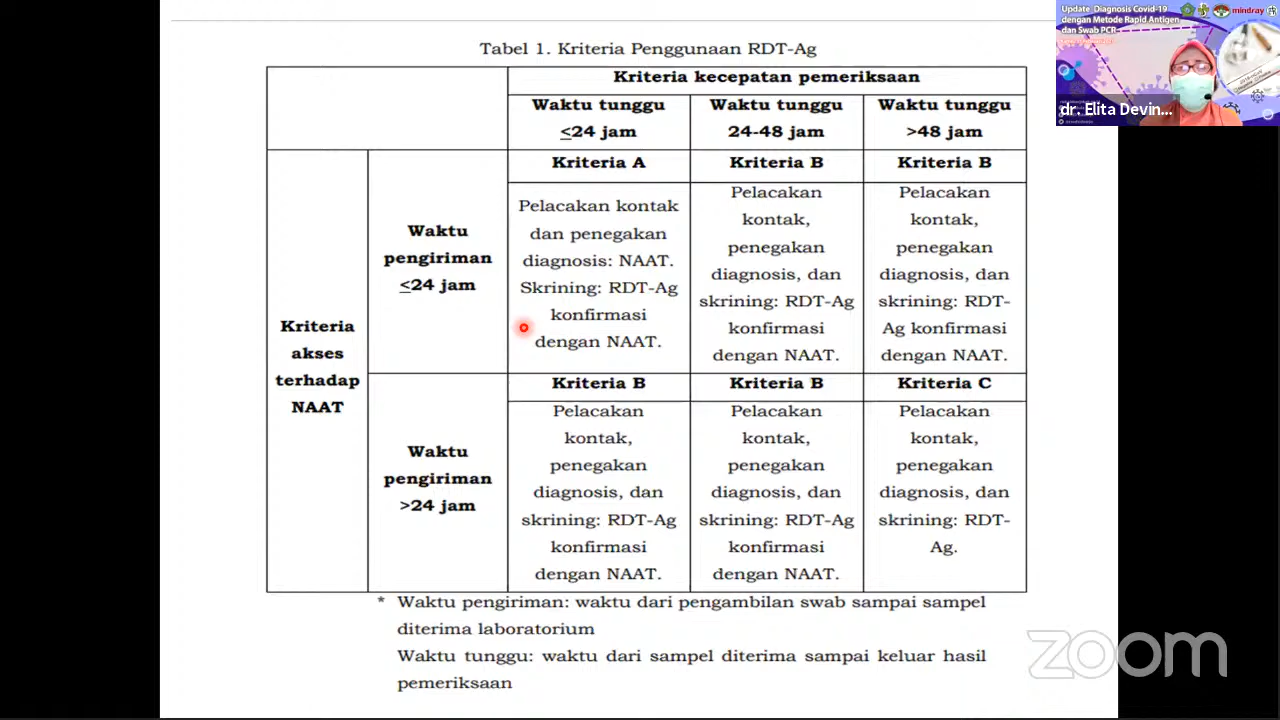 Tabel 1. Kriteria Penggunaan RDT-Ag
Kriteria kecepatan pemeriksaan
Waktu tunggu
≤24 jam
Waktu tunggu
24-48 jam
Waktu tunggu
>48 jam
Kriteria akses terhadap NAAT
Waktu
pengiriman
≤24 jam
Kriteria A
Pelacakan kontak
dan penegakan
diagnosis: NAAT.
Skrining: RDT-Ag
konfirmasi
dengan NAAT.
Kriteria B
Pelacakan
kontak,
penegakan
diagnosis, dan
skrining: RDT-Ag
konfirmasi
dengan NAAT.
Kriteria B
Pelacakan
kontak,
penegakan
diagnosis, dan
skrining: RDT-
Ag konfirmasi
dengan NAAT.
Waktu
pengiriman
>24 jam
Kriteria B
Pelacakan
kontak,
penegakan
diagnosis, dan
skrining: RDT-Ag
konfirmasi
dengan NAAT.
Kriteria B
Pelacakan
kontak,
penegakan
diagnosis, dan
skrining: RDT-Ag
konfirmasi
dengan NAAT.
Kriteria C
Pelacakan
kontak,
penegakan
diagnosis, dan
skrining: RDT-
Ag.
* Waktu pengiriman: waktu dari pengambilan swab sampai sampel
diterima laboratorium
Waktu tunggu: waktu dari sampel diterima sampai keluar hasil
pemeriksaan
Update Diagnosis Covid-19
dengan Metode Rapid Antigen
dan Swab PCR
mindray
dr. Elita Devin...
zoom